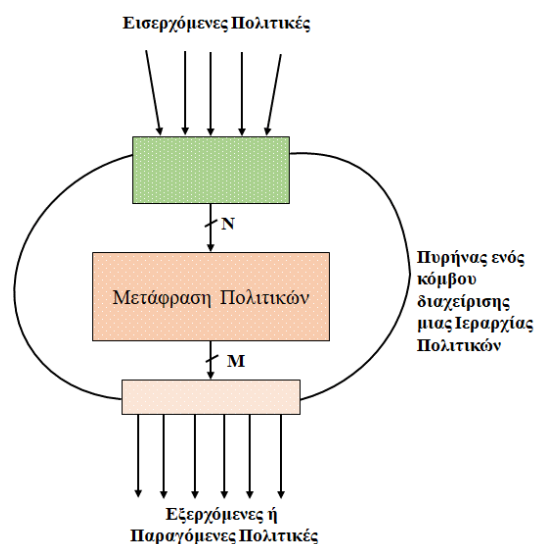 Εισερχόμενες Πολιτικές
N
Μετάφραση Πολιτικών
Πυρήνας ενός
κόμβου
διαχείρισης
μιας Ιεραρχίας
Πολιτικών
M
Εξερχόμενες ή
Παραγόμενες Πολιτικές